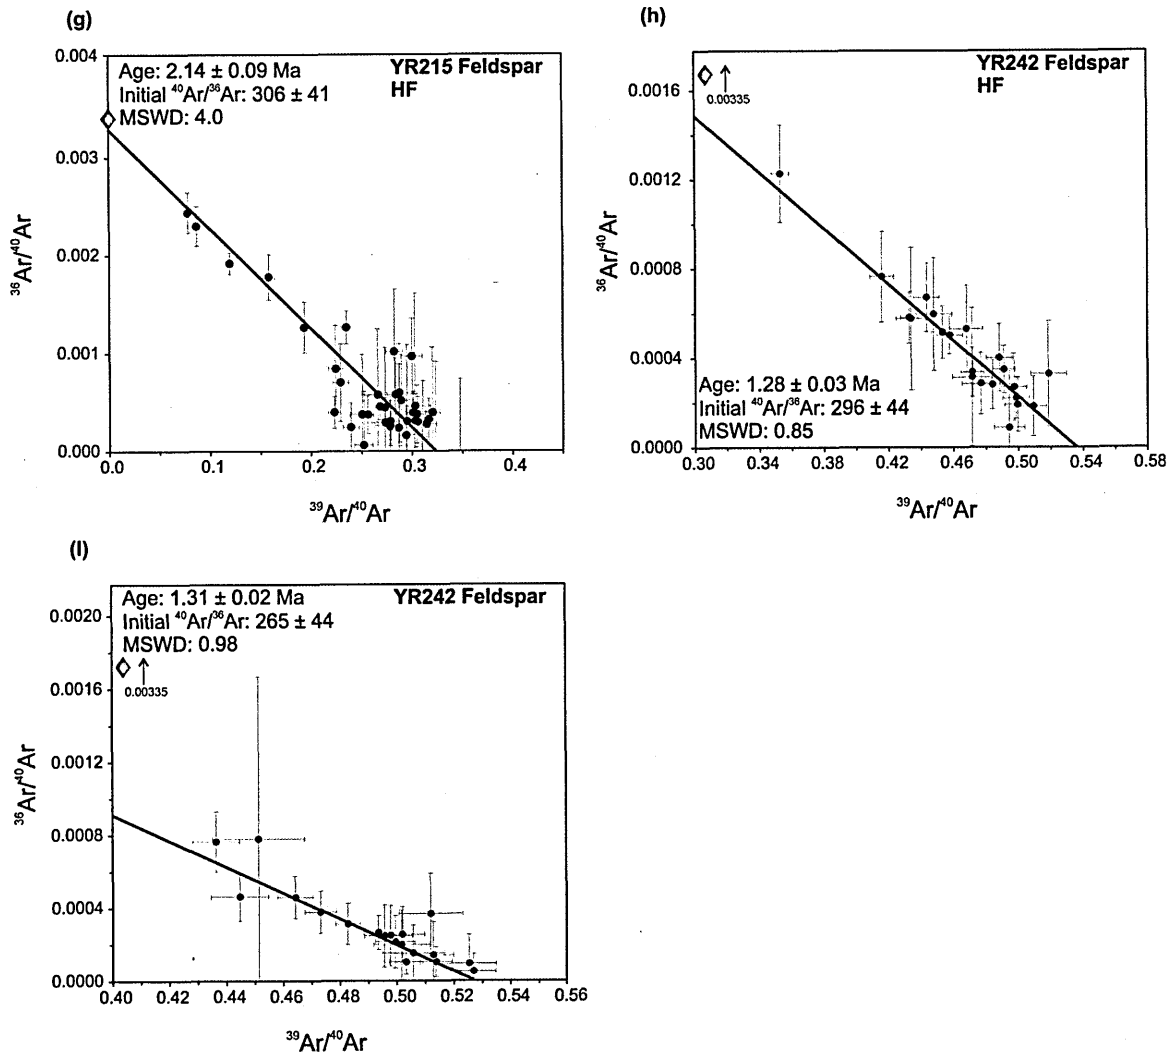 (g)
Age: 2.14 ± 0.09 Ma
Initial ⁴⁰Ar/³⁶Ar: 306 ± 41
MSWD: 4.0
YR215 Feldspar
HF
0.004
0.003
0.002
0.001
0.000
³⁶Ar/⁴⁰Ar
0.0 0.1 0.2 0.3 0.4
³⁹Ar/⁴⁰Ar
(h)
0.00335
YR242 Feldspar
HF
0.0016
0.0012
0.0008
0.0004
0.0000
³⁶Ar/⁴⁰Ar
Age: 1.28 ± 0.03 Ma
Initial ⁴⁰Ar/³⁶Ar: 296 ± 44
MSWD: 0.85
0.30 0.34 0.38 0.42 0.46 0.50 0.54 0.58
³⁹Ar/⁴⁰Ar
(I)
Age: 1.31 ± 0.02 Ma
Initial ⁴⁰Ar/³⁶Ar: 265 ± 44
MSWD: 0.98
0.00335
YR242 Feldspar
0.0020
0.0016
0.0012
0.0008
0.0004
0.0000
³⁶Ar/⁴⁰Ar
0.40 0.42 0.44 0.46 0.48 0.50 0.52 0.54 0.56
³⁹Ar/⁴⁰Ar